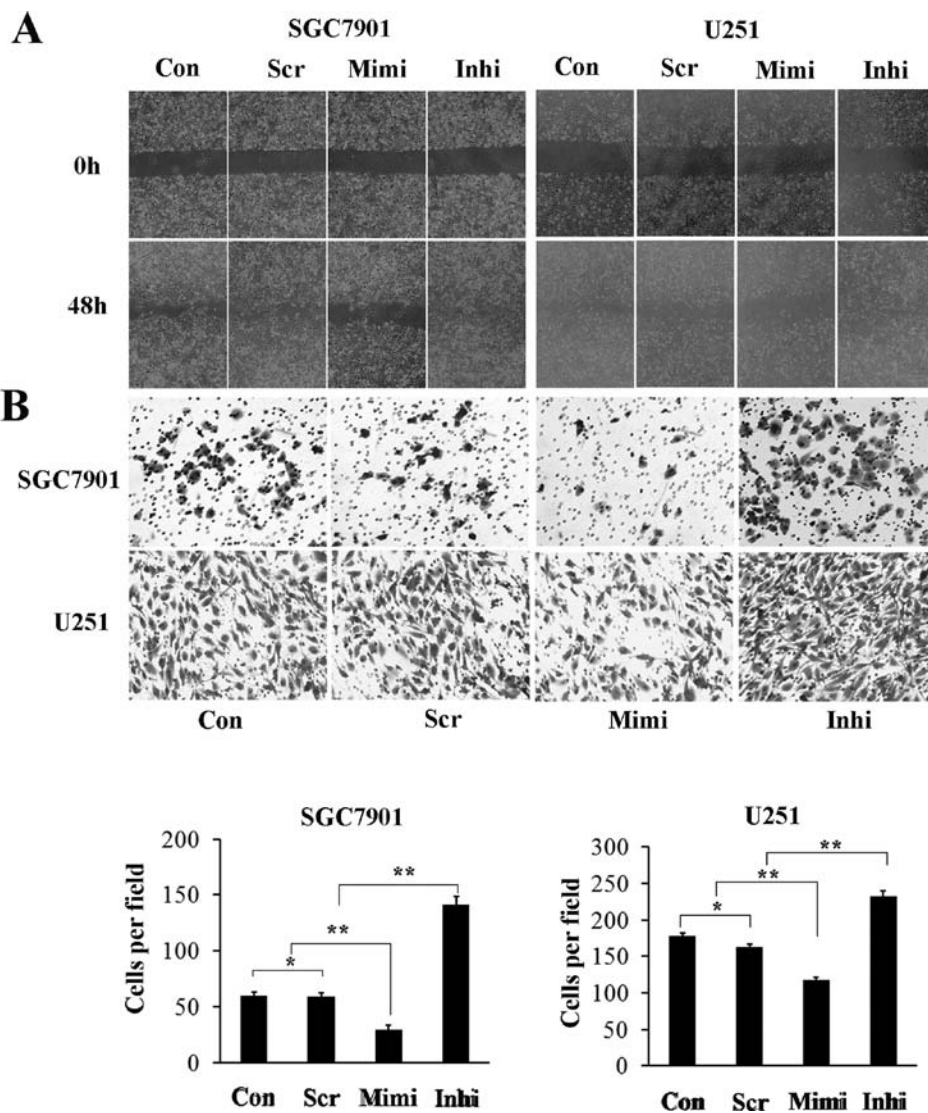 A
SGC7901 U251
Con Scr Mimi Inhi Con Scr Mimi Inhi
0h
48h
B
SGC7901
U251
Con Scr Mimi Inhi
SGC7901
Cells per field
200
150
100
50
0
*
**
**
Con Scr Mimi Inhi
U251
Cells per field
300
250
200
150
100
50
0
*
**
**
Con Scr Mimi Inhi